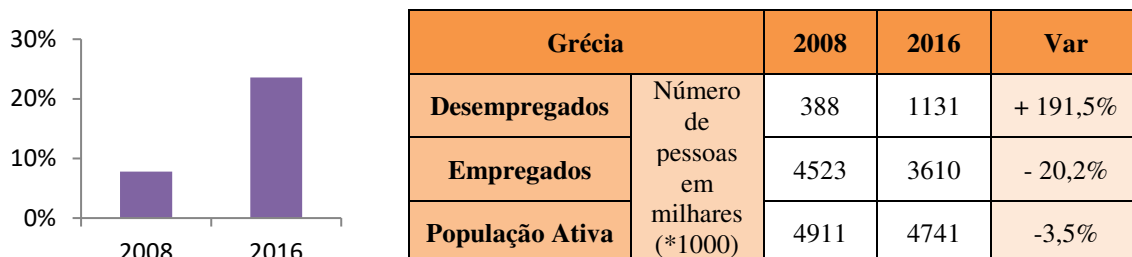 30%
20%
10%
0%
2008 2016
Grécia 2008 2016 Var
Desempregados 388 1131 + 191,5%
Empregados 4523 3610 - 20,2%
População Ativa 4911 4741 -3,5%
Número
de
pessoas
em
milhares
(*1000)